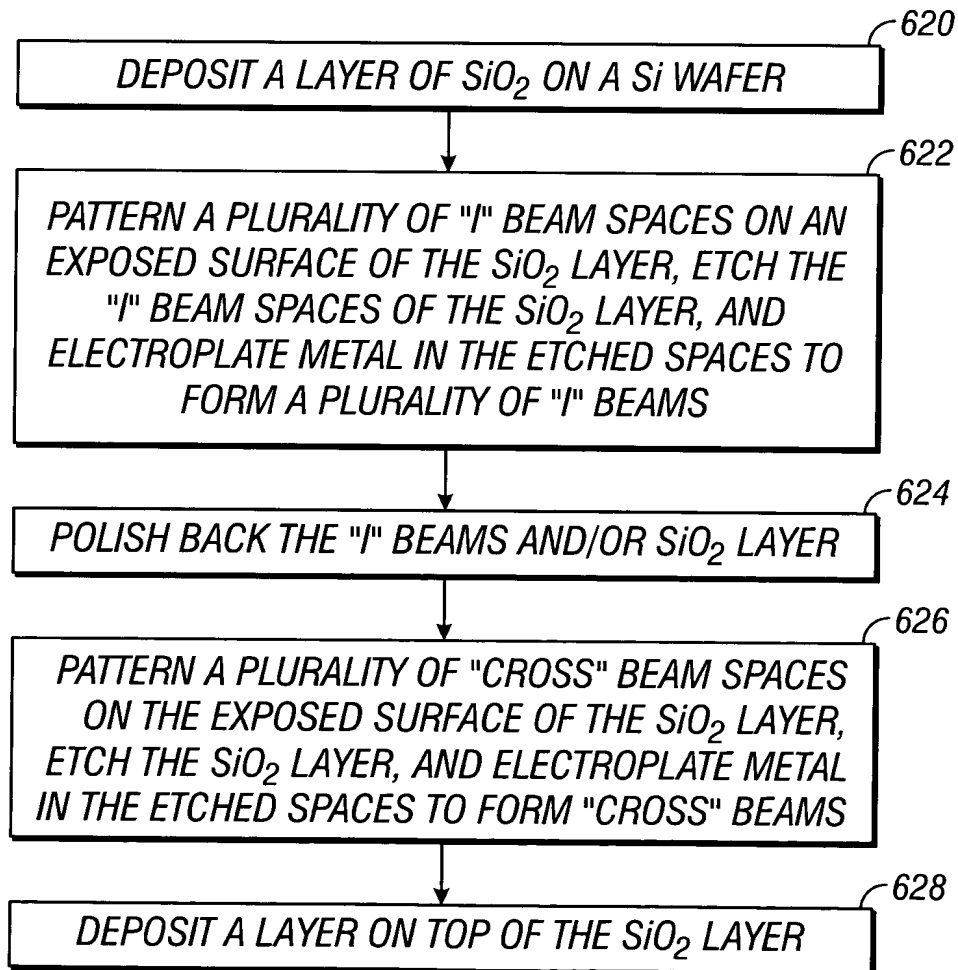 620
DEPOSIT A LAYER OF SiO₂ ON A Si WAFER
622
PATTERN A PLURALITY OF "I" BEAM SPACES ON AN
EXPOSED SURFACE OF THE SiO₂ LAYER, ETCH THE
"I" BEAM SPACES OF THE SiO₂ LAYER, AND
ELECTROPLATE METAL IN THE ETCHED SPACES TO
FORM A PLURALITY OF "I" BEAMS
624
POLISH BACK THE "I" BEAMS AND/OR SiO₂ LAYER
626
PATTERN A PLURALITY OF "CROSS" BEAM SPACES
ON THE EXPOSED SURFACE OF THE SiO₂ LAYER,
ETCH THE SiO₂ LAYER, AND ELECTROPLATE METAL
IN THE ETCHED SPACES TO FORM "CROSS" BEAMS
628
DEPOSIT A LAYER ON TOP OF THE SiO₂ LAYER